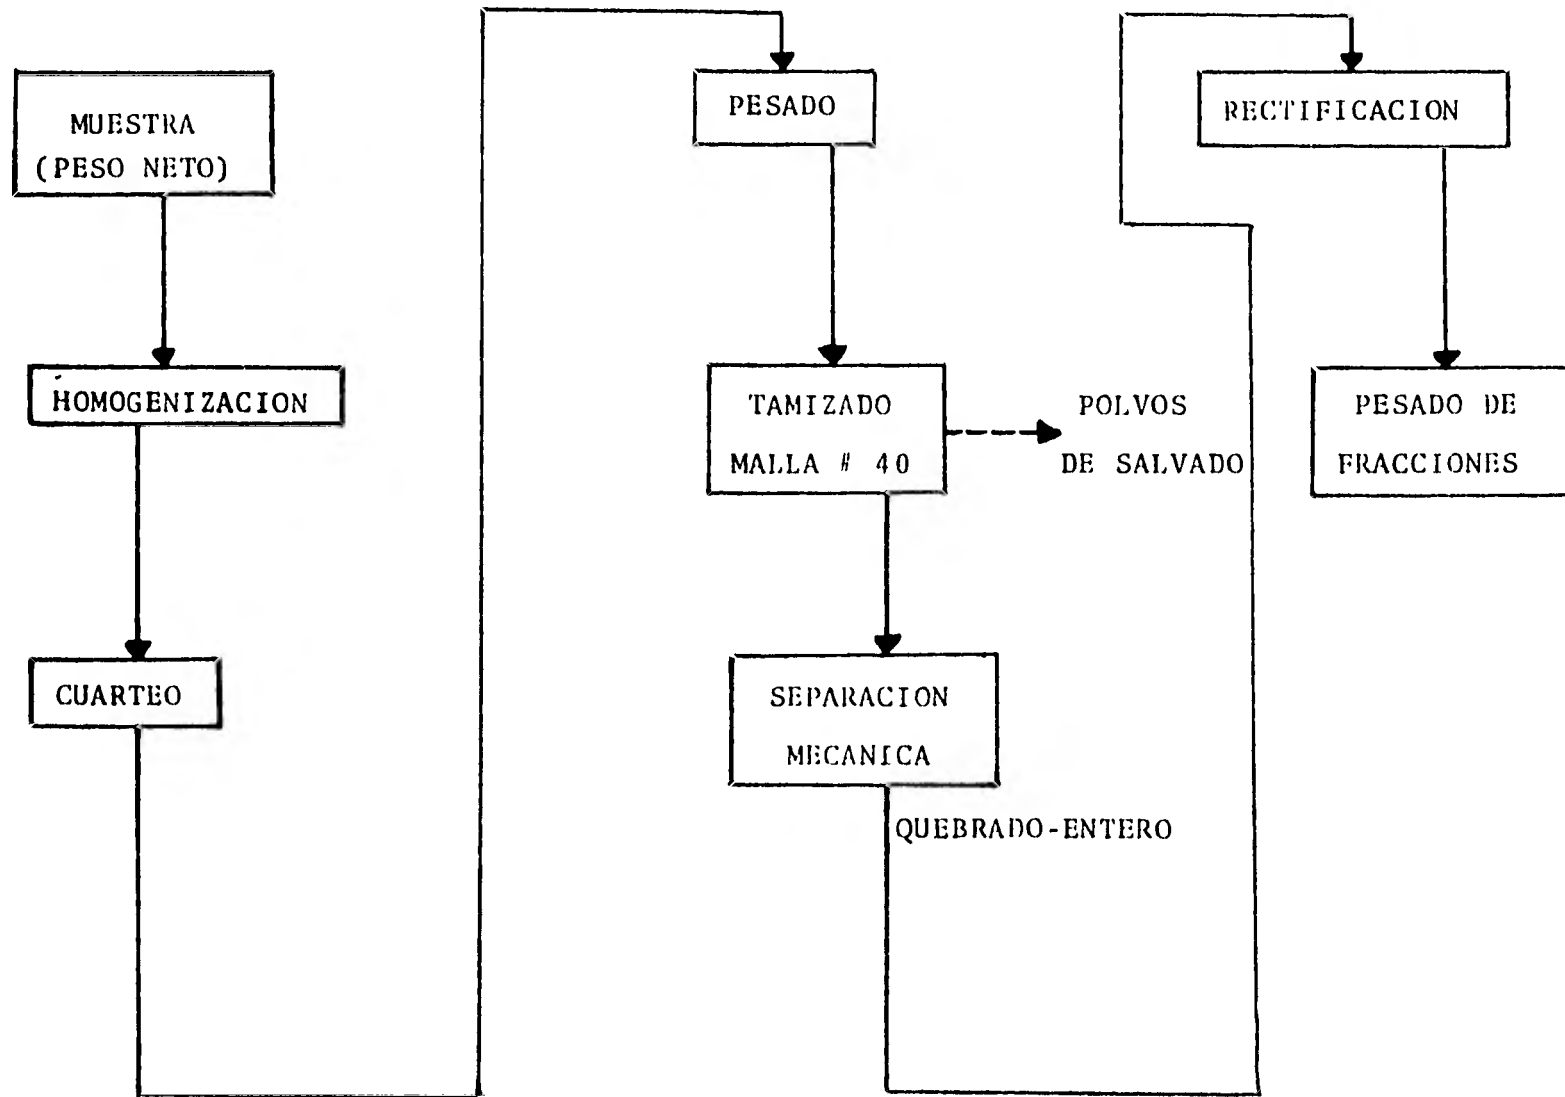 MUESTRA
(PESO NETO)
HOMOGENIZACION
CUARTEO
PESADO
TAMIZADO
MALLA # 40
POLVOS
DE SALVADO
SEPARACION
MECANICA
QUEBRADO-ENTERO
RECTIFICACION
PESADO DE
FRACCIONES